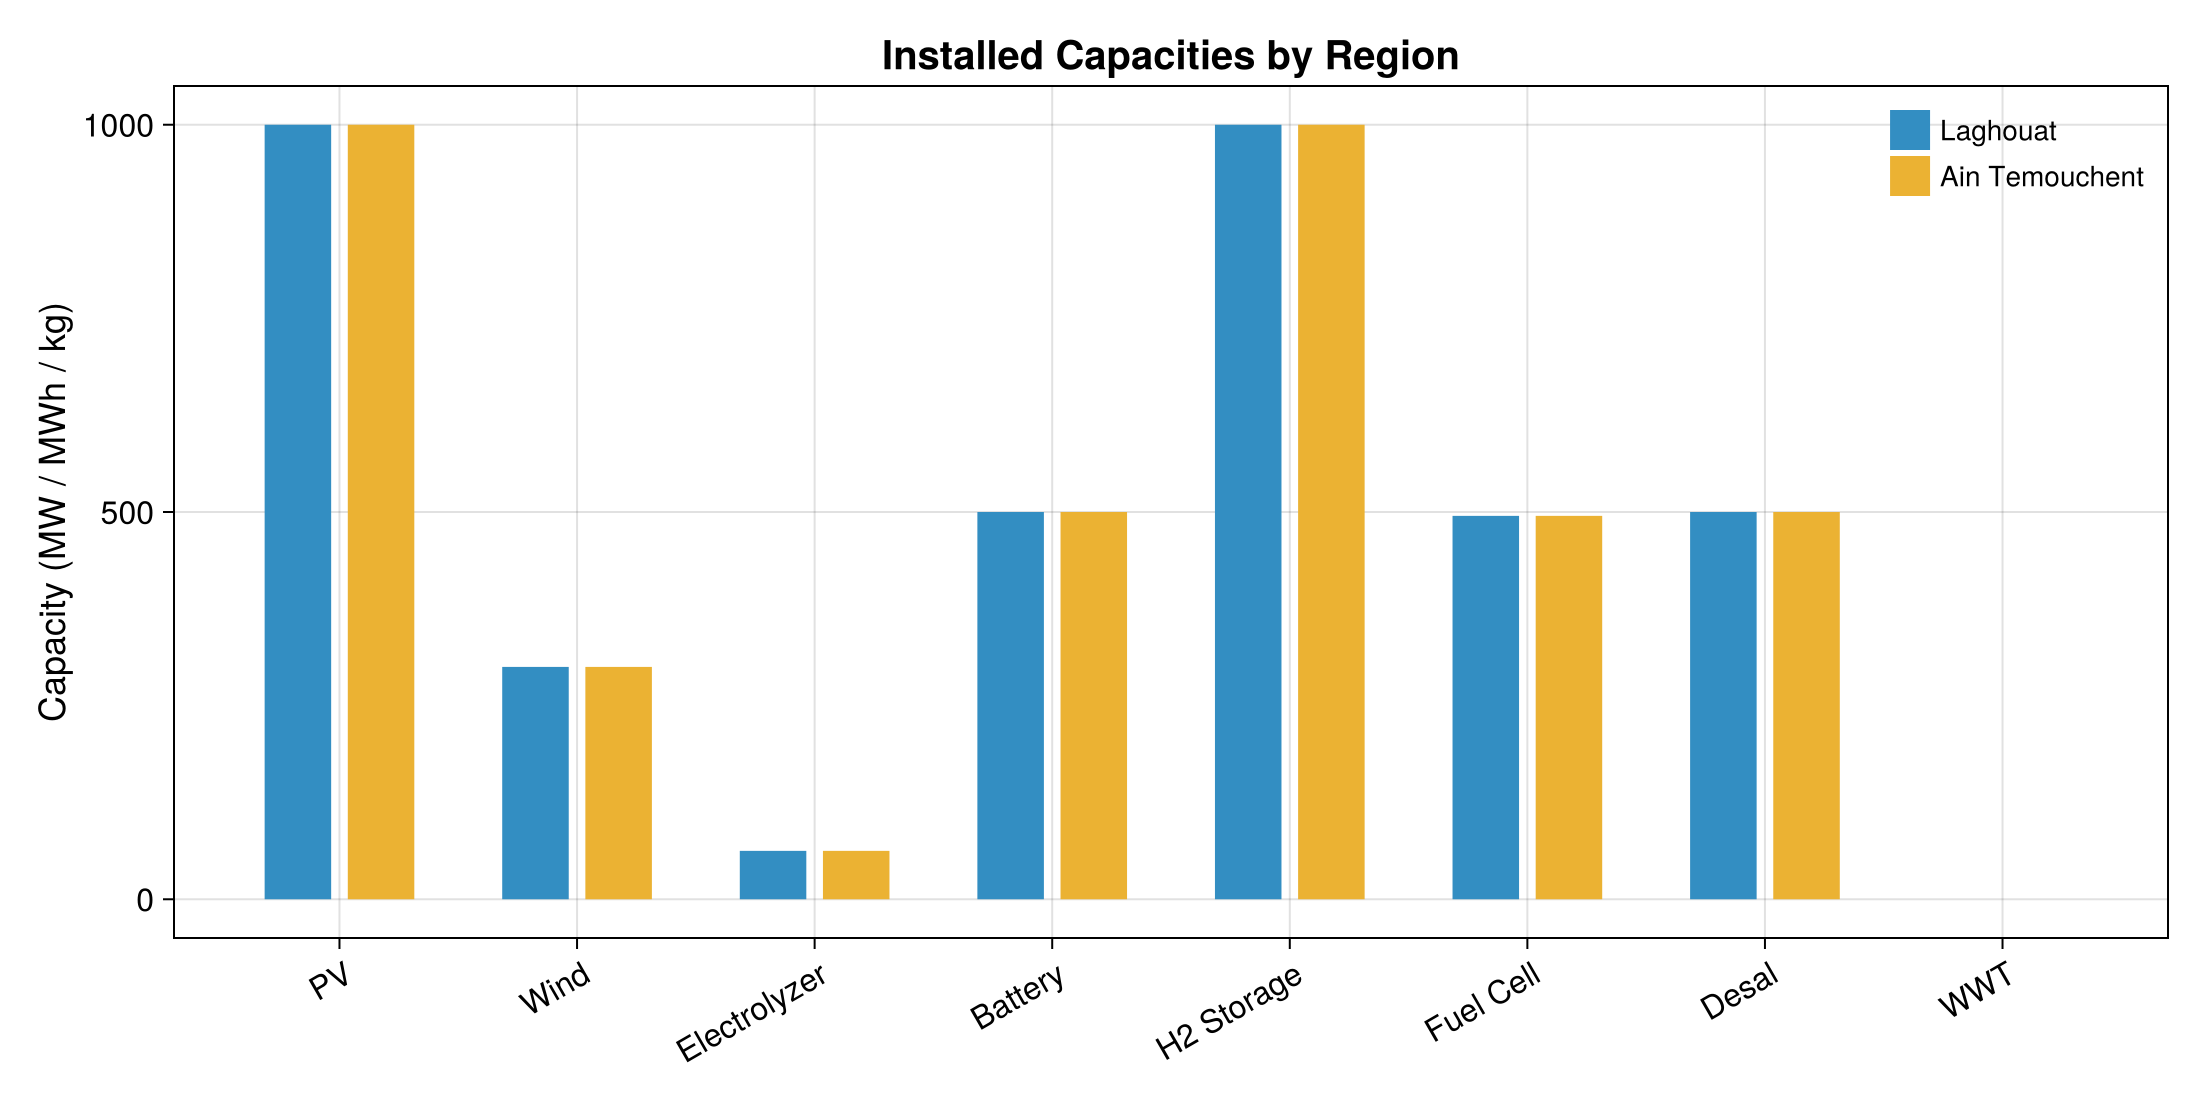 Installed Capacities by Region
Capacity (MW / MWh / kg)
1000
500
0
Laghouat
Ain Temouchent
PV
Wind
Electrolyzer
Battery
H2 Storage
Fuel Cell
Desal
WWT